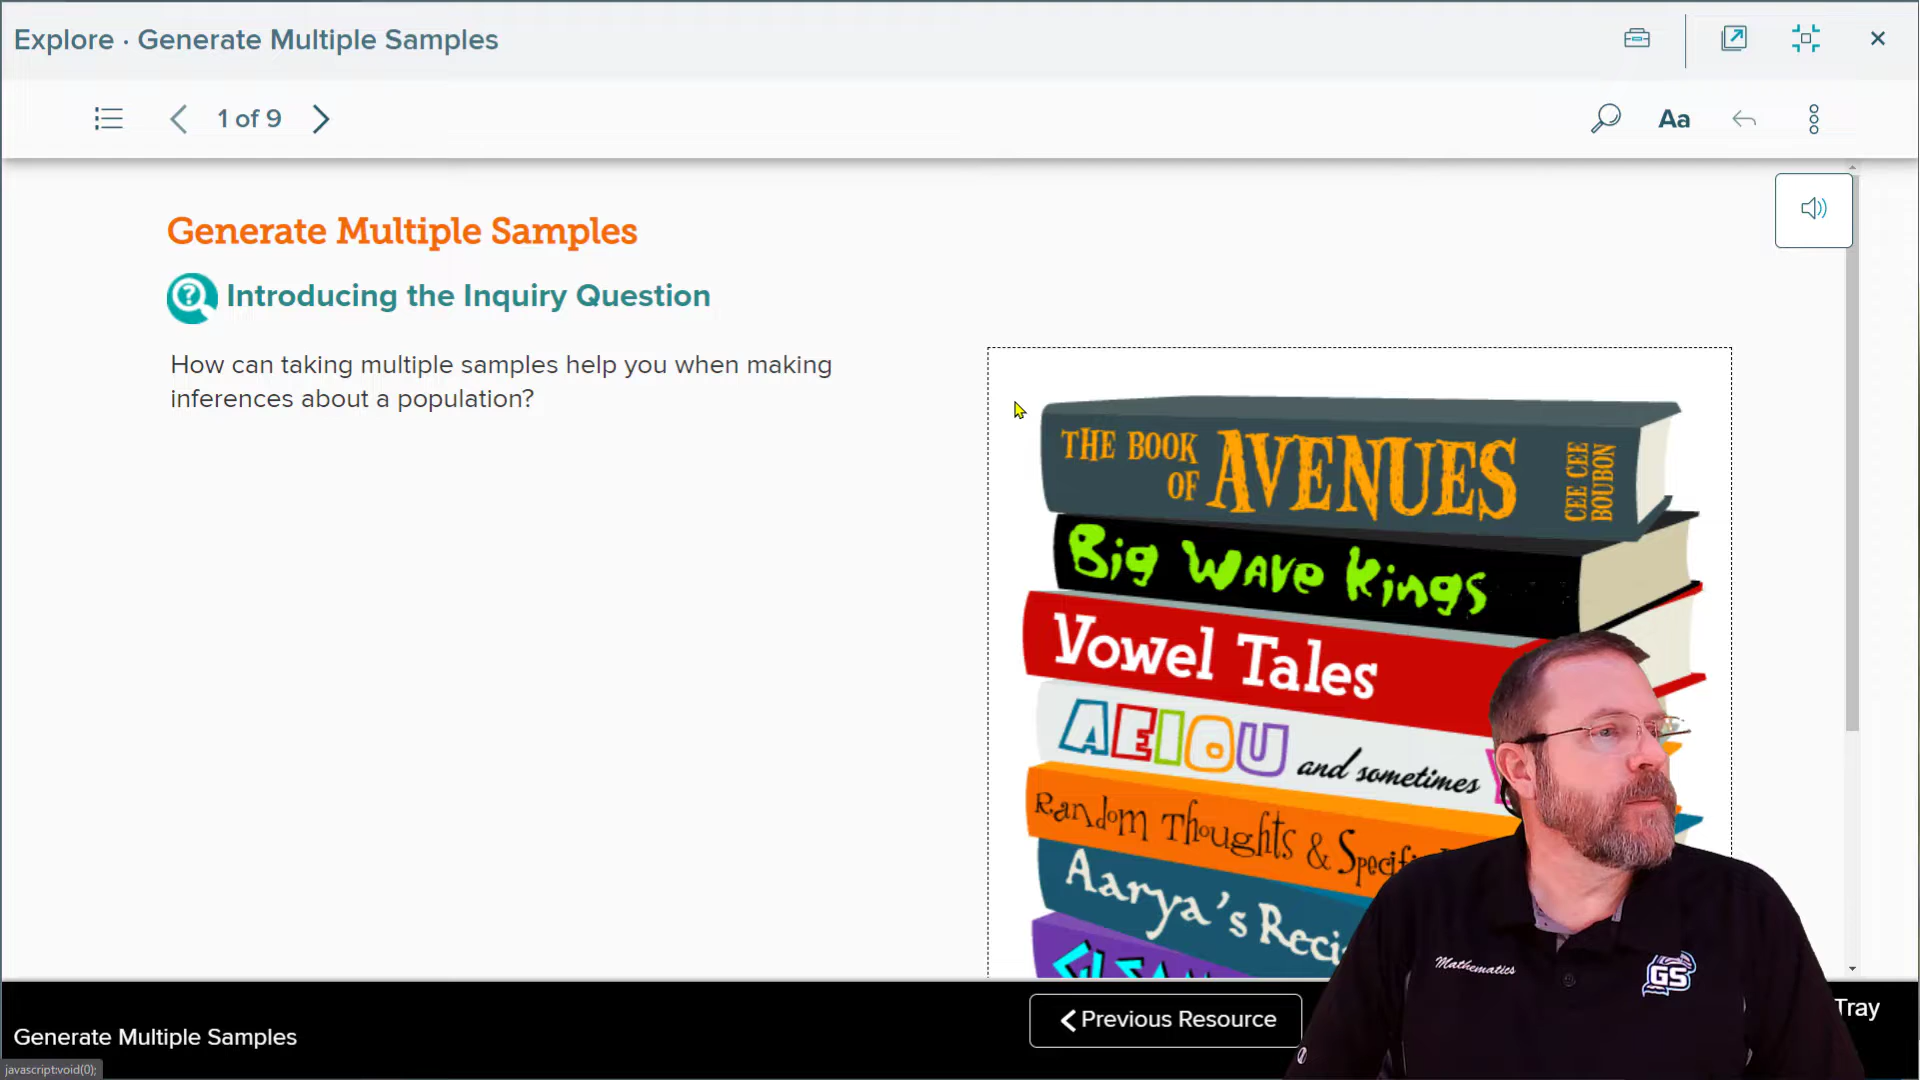 Explore · Generate Multiple Samples
1 of 9
Aa
Generate Multiple Samples
Introducing the Inquiry Question
How can taking multiple samples help you when making
inferences about a population?
THE BOOK
OF AVENUES
CEE CEE
BOUBON
Big Wave Kings
Vowel Tales
AEIOU and sometimes
Random Thoughts &
Aarya's
Mathematics
GS
Previous Resource
Tray
Generate Multiple Samples
javascript:void(0);